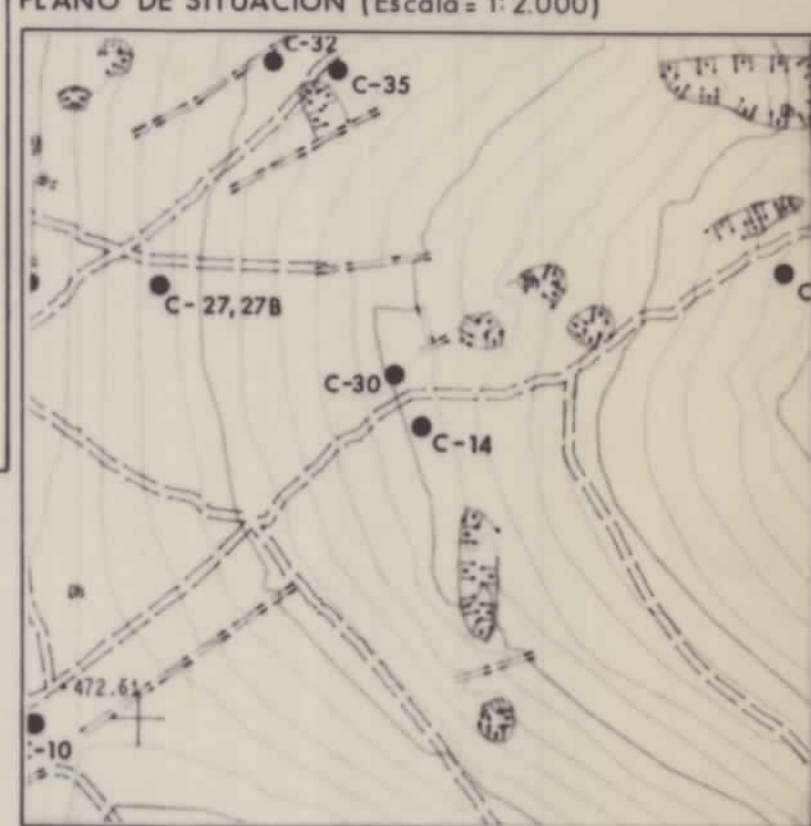 PLANO DE SITUACION (Escala = 1: 2.000)
C-32
C-35
C-27, 27B
C-30
C-14
472.61
-10